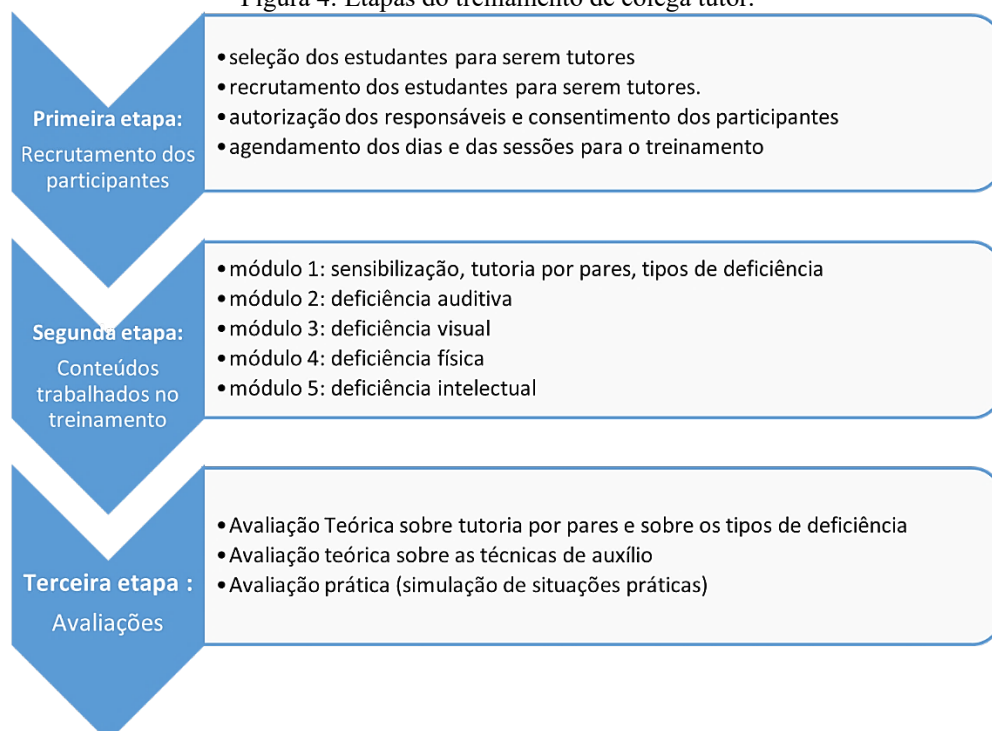 Figura 4: Etapas do treinamento de colega tutor.
Primeira etapa:
Recrutamento dos
participantes
•seleção dos estudantes para serem tutores
•recrutamento dos estudantes para serem tutores.
•autorização dos responsáveis e consentimento dos participantes
•agendamento dos dias e das sessões para o treinamento
Segunda etapa:
Conteúdos
trabalhados no
treinamento
•módulo 1: sensibilização, tutoria por pares, tipos de deficiência
•módulo 2: deficiência auditiva
•módulo 3: deficiência visual
•módulo 4: deficiência física
•módulo 5: deficiência intelectual
Terceira etapa :
Avaliações
•Avaliação Teórica sobre tutoria por pares e sobre os tipos de deficiência
•Avaliação teórica sobre as técnicas de auxílio
•Avaliação prática (simulação de situações práticas)